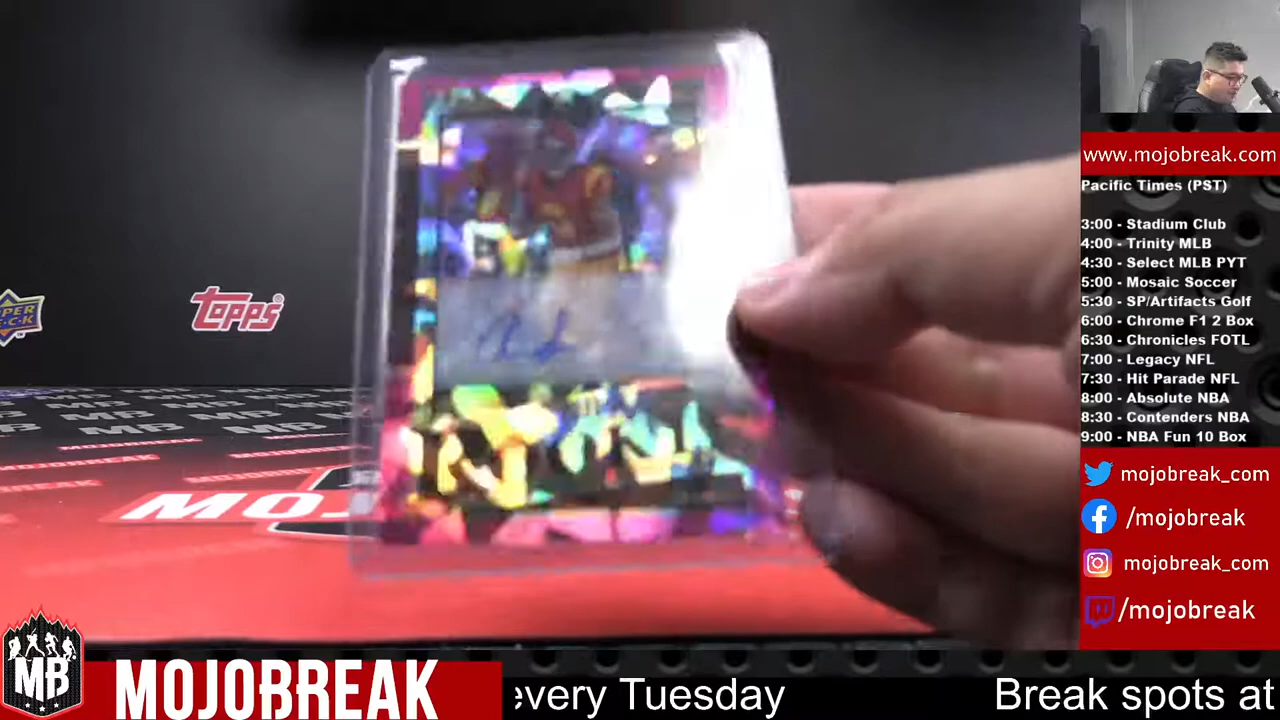 www.mojobreak.com
Pacific Times (PST)
3:00 - Stadium Club
4:00 - Trinity MLB
4:30 - Select MLB PYT
5:00 - Mosaic Soccer
5:30 - SP/Artifacts Golf
6:00 - Chrome F1 2 Box
6:30 - Chronicles FOTL
7:00 - Legacy NFL
7:30 - Hit Parade NFL
8:00 - Absolute NBA
8:30 - Contenders NBA
9:00 - NBA Fun 10 Box
mojobreak_com
/mojobreak
mojobreak_com
/mojobreak
topps
MB
MOJOBREAK
every Tuesday
Break spots at